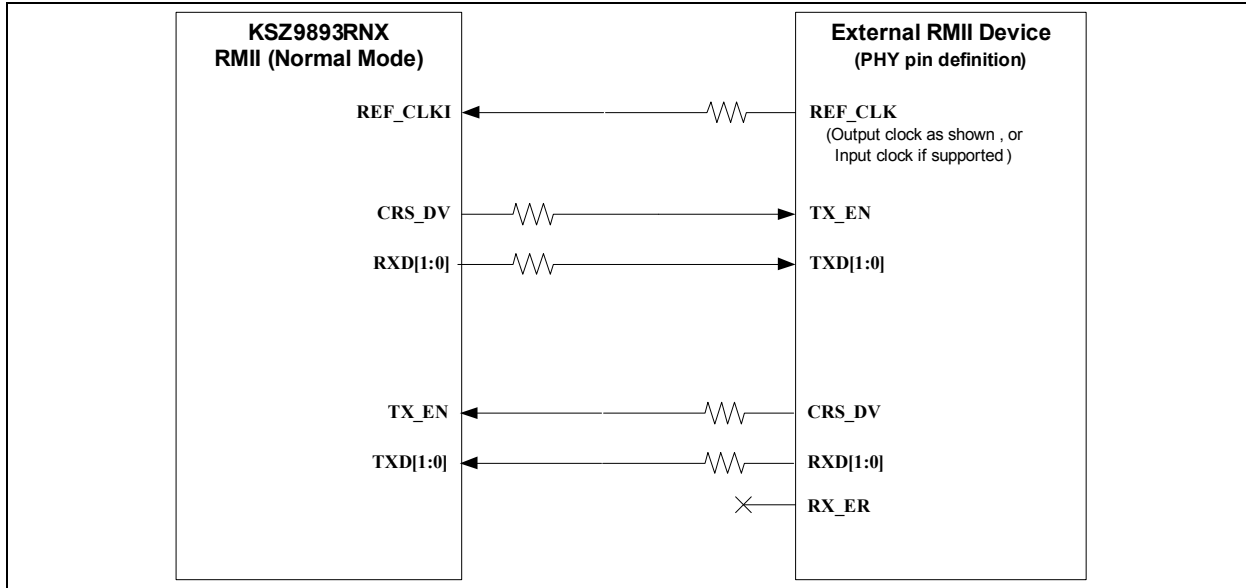 KSZ9893RNX
RMII (Normal Mode)
External RMII Device
(PHY pin definition)
REF_CLKI
REF_CLK
(Output clock as shown , or
Input clock if supported )
CRS_DV
TX_EN
RXD[1:0]
TXD[1:0]
TX_EN
CRS_DV
TXD[1:0]
RXD[1:0]
RX_ER